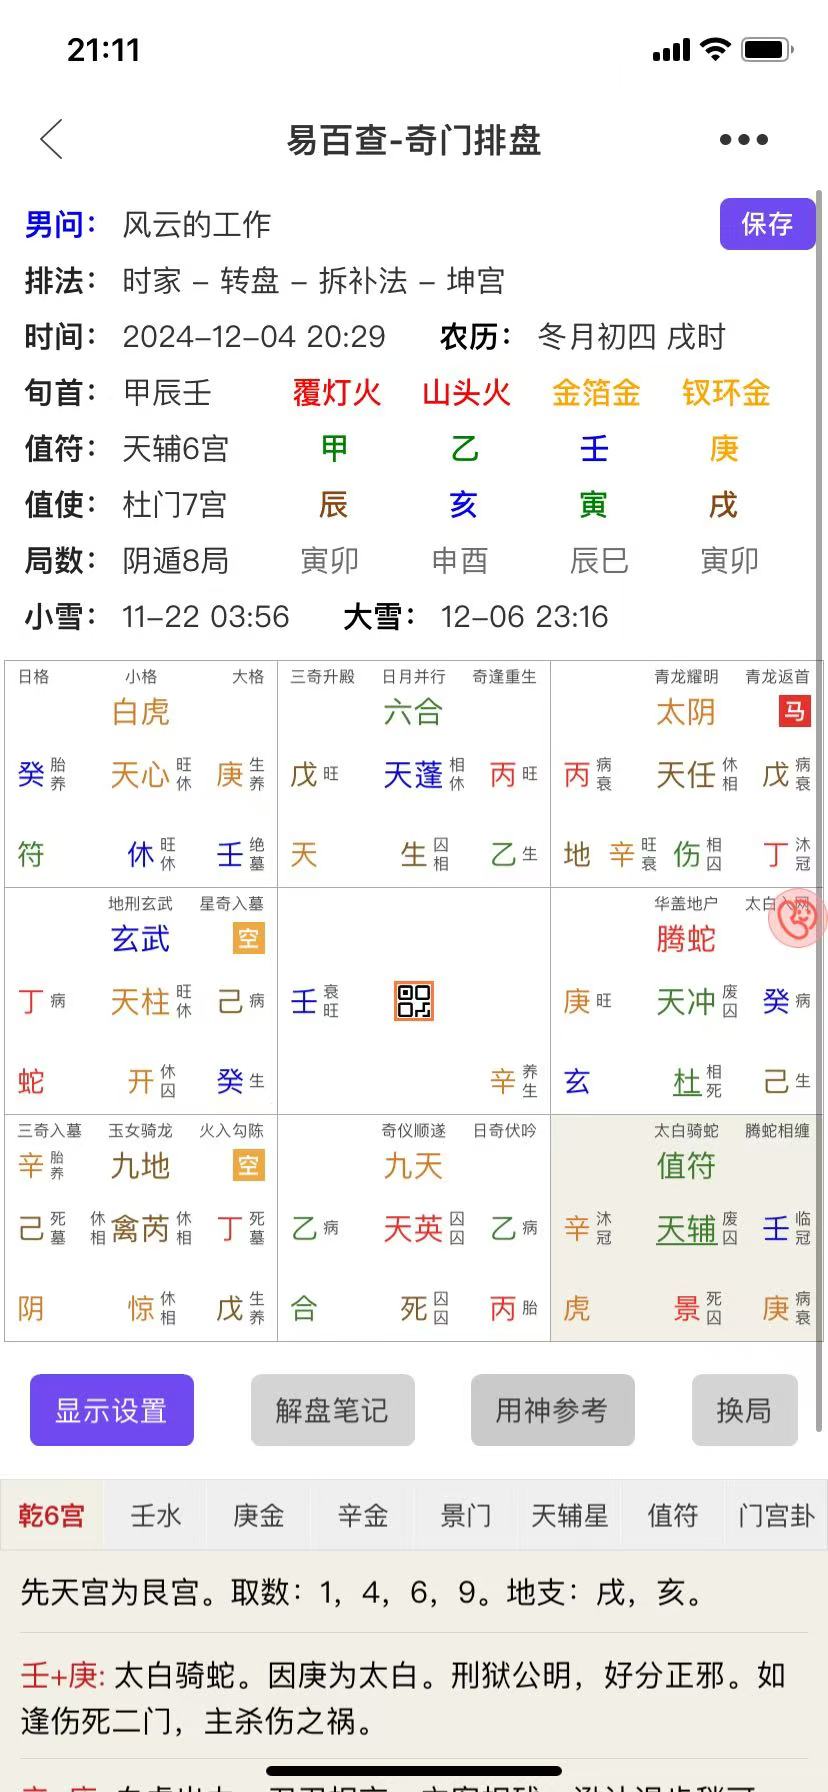 21:11
易百查-奇门排盘
男问： 风云的工作 保存
排法： 时家 – 转盘 – 拆补法 – 坤宫
时间： 2024–12–04 20:29 农历： 冬月初四 戌时
旬首： 甲辰壬 覆灯火 山头火 金箔金 钗环金
值符： 天辅6宫 甲 乙 壬 庚
值使： 杜门7宫 辰 亥 寅 戌
局数： 阴遁8局 寅卯 申酉 辰巳 寅卯
小雪： 11–22 03:56 大雪： 12–06 23:16
日格 小格 大格
白虎
癸 胎养 天心 旺休 庚 生养
符 休 旺休 壬 绝墓
三奇升殿 日月并行 奇逢重生
六合
戊 旺 天蓬 相休 丙 旺
天 生 囚相 乙 生
青龙耀明 青龙返首
太阴 马
丙 病衰 天任 休相 戊 病衰
地 辛 旺衰 伤 相囚 丁 沐冠
地刑玄武 星奇入墓
玄武 空
丁 病 天柱 旺休 己 病
蛇 开 休囚 癸 生
壬 衰旺
辛 养生
华盖地户 太白入网
腾蛇
庚 旺 天冲 废囚 癸 病
玄 杜 相死 己 生
三奇入墓 玉女骑龙 火入勾陈
辛 胎养 九地 空
己 死墓 休相 禽芮 休相 丁 死墓
阴 惊 休相 戊 生养
奇仪顺遂 日奇伏吟
九天
乙 病 天英 囚囚 乙 病
合 死 囚囚 丙 胎
太白骑蛇 腾蛇相缠
值符
辛 沐冠 天辅 废囚 壬 临冠
虎 景 死囚 庚 病衰
显示设置 解盘笔记 用神参考 换局
乾6宫 壬水 庚金 辛金 景门 天辅星 值符 门宫卦
先天宫为艮宫。取数：1，4，6，9。地支：戌，亥。
壬+庚: 太白骑蛇。因庚为太白。刑狱公明，好分正邪。如
逢伤死二门，主杀伤之祸。